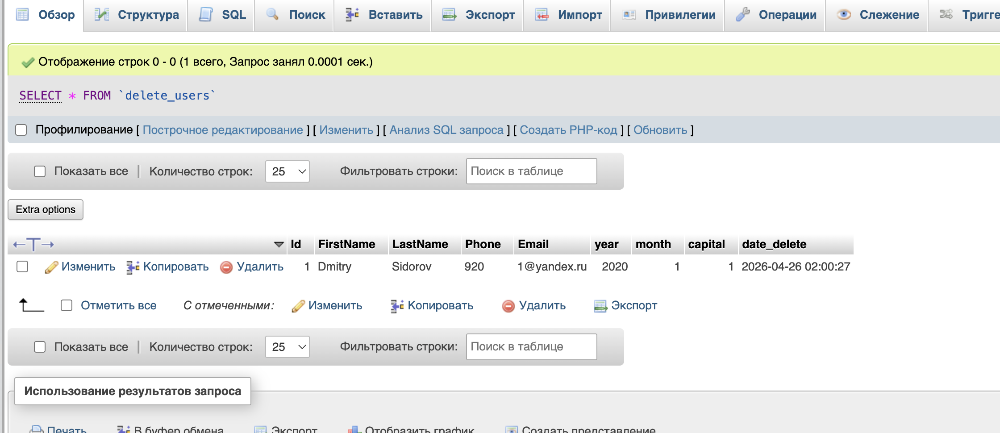 Обзор Структура SQL Поиск Вставить Экспорт Импорт Привилегии Операции Слежение Тригге
Отображение строк 0 - 0 (1 всего, Запрос занял 0.0001 сек.)
SELECT * FROM `delete_users`
Профилирование [ Построчное редактирование ] [ Изменить ] [ Анализ SQL запроса ] [ Создать PHP-код ] [ Обновить ]
Показать все | Количество строк: 25 Фильтровать строки: Поиск в таблице
Extra options
←T→ Id FirstName LastName Phone Email year month capital date_delete
Изменить Копировать Удалить 1 Dmitry Sidorov 920 1@yandex.ru 2020 1 1 2026-04-26 02:00:27
Отметить все С отмеченными: Изменить Копировать Удалить Экспорт
Показать все | Количество строк: 25 Фильтровать строки: Поиск в таблице
Использование результатов запроса
Печать В буфер обмена Экспорт Отобразить график Создать представление